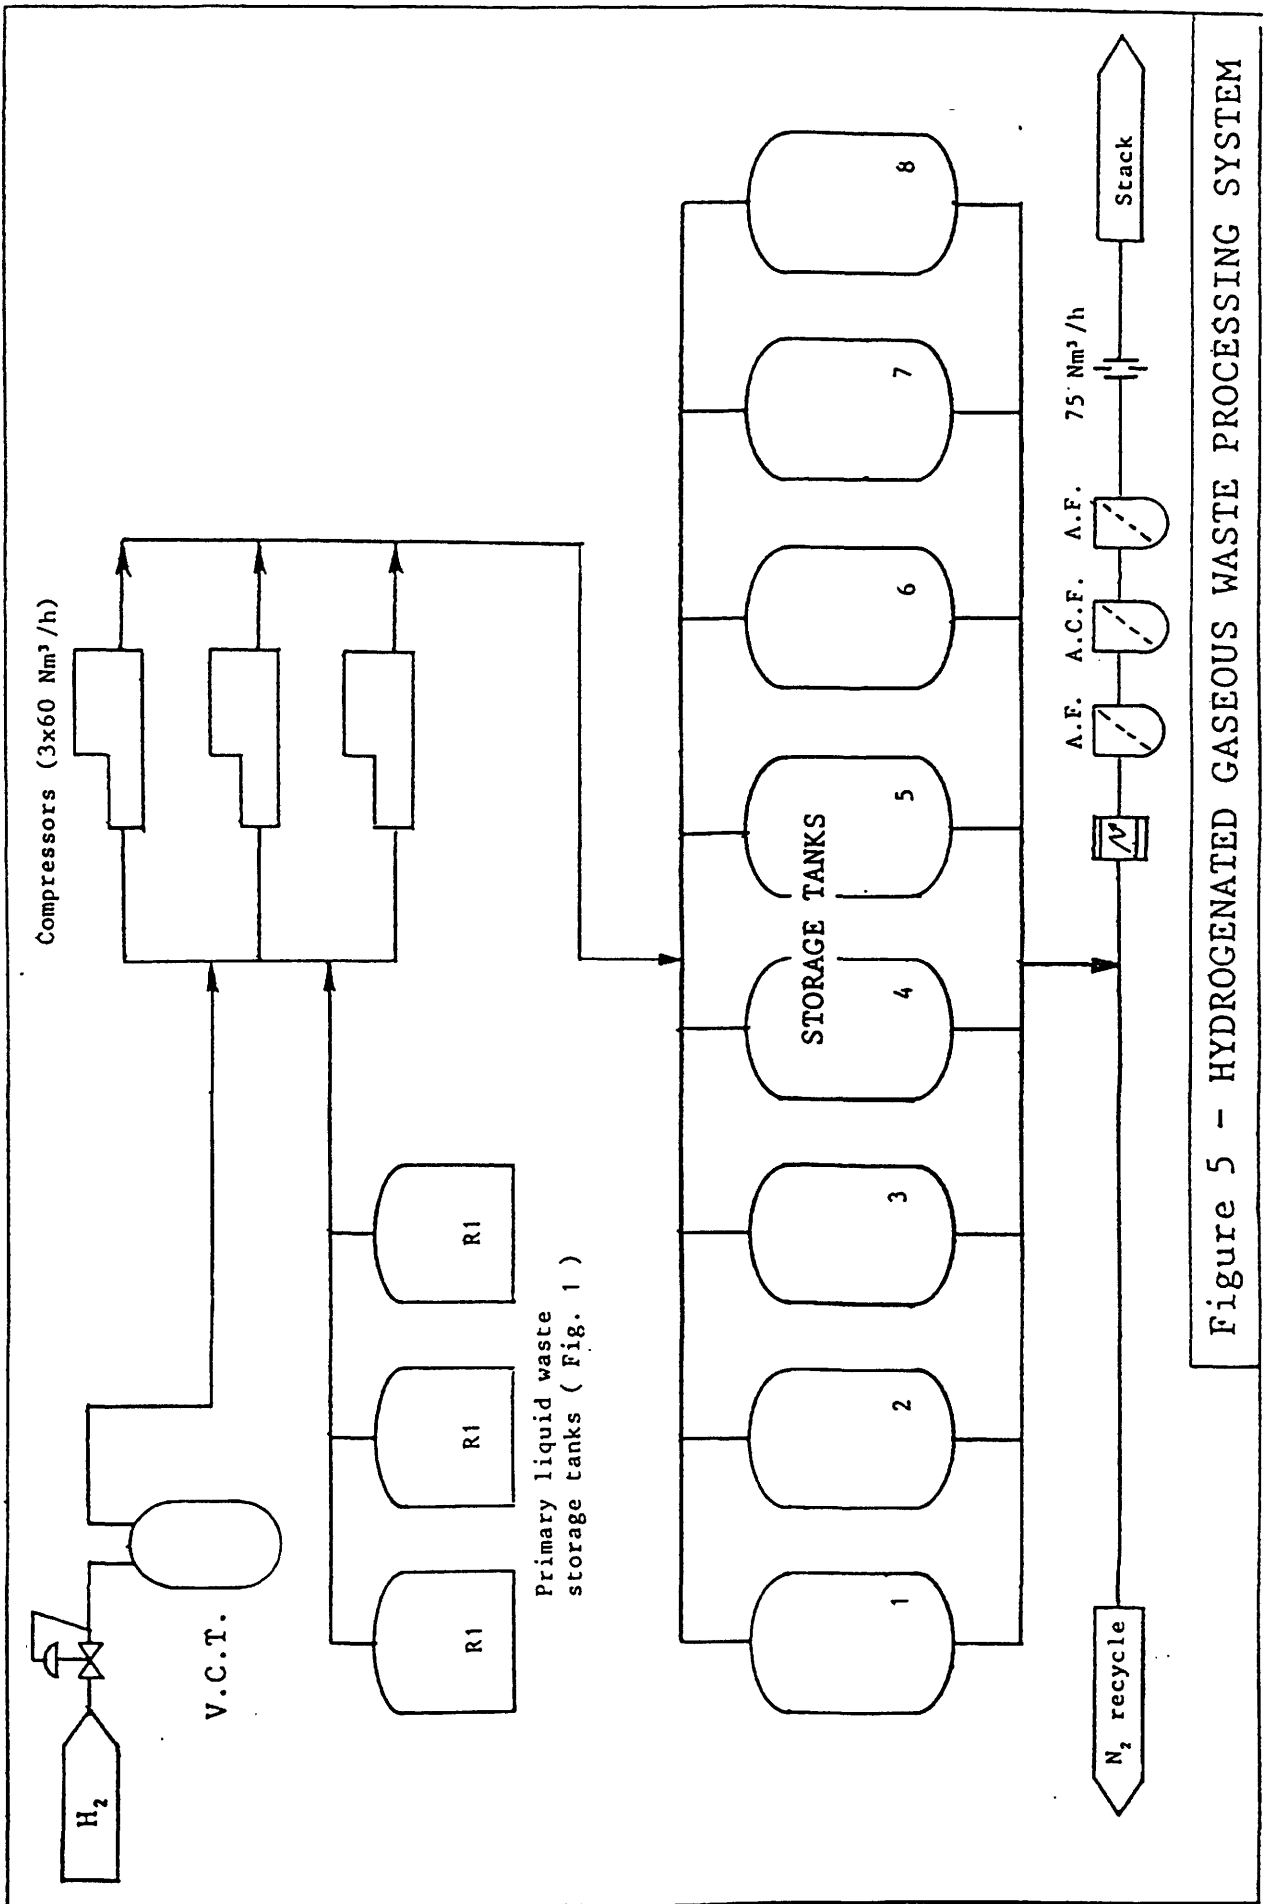 Compressors (3x60 Nm³/h)
H₂
V.C.T.
R1
R1
R1
Primary liquid waste
storage tanks ( Fig. 1 )
STORAGE TANKS
1
2
3
4
5
6
7
8
N₂ recycle
A.F.
A.C.F.
A.F.
75 Nm³/h
Stack
Figure 5 - HYDROGENATED GASEOUS WASTE PROCESSING SYSTEM